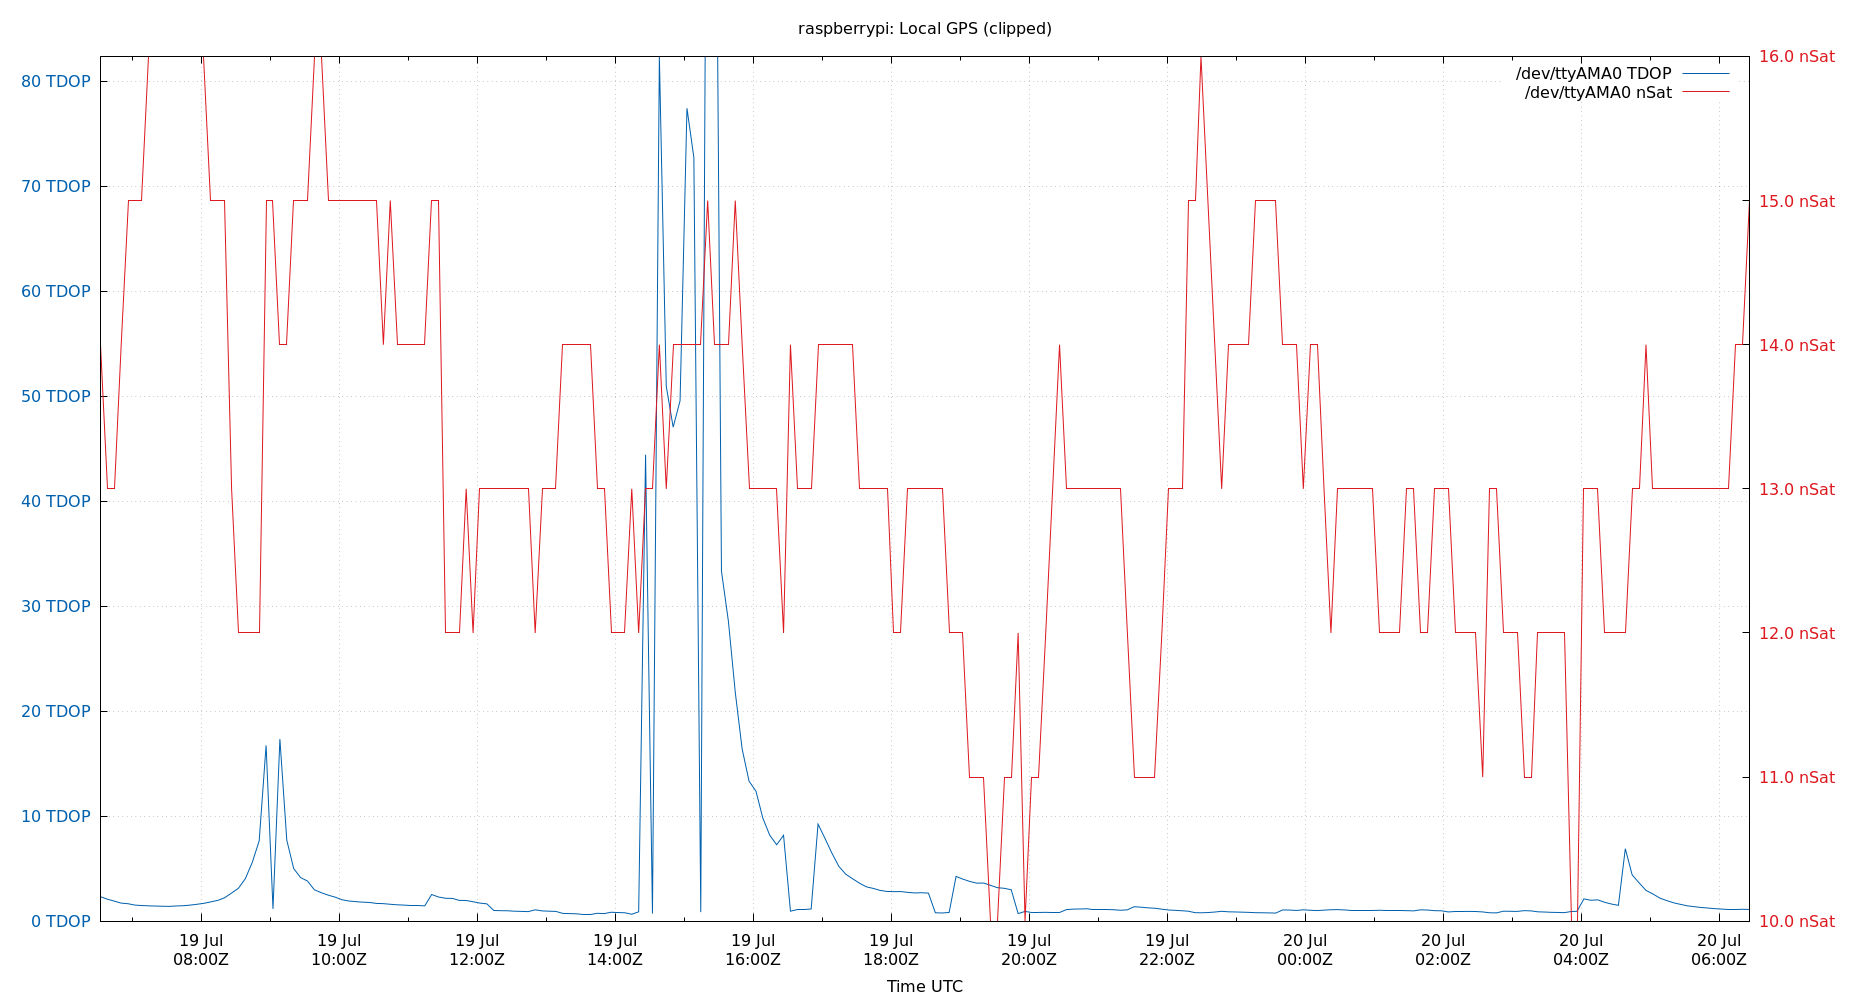 raspberrypi: Local GPS (clipped)
/dev/ttyAMA0 TDOP
/dev/ttyAMA0 nSat
80 TDOP
70 TDOP
60 TDOP
50 TDOP
40 TDOP
30 TDOP
20 TDOP
10 TDOP
0 TDOP
16.0 nSat
15.0 nSat
14.0 nSat
13.0 nSat
12.0 nSat
11.0 nSat
10.0 nSat
19 Jul
08:00Z
19 Jul
10:00Z
19 Jul
12:00Z
19 Jul
14:00Z
19 Jul
16:00Z
19 Jul
18:00Z
19 Jul
20:00Z
19 Jul
22:00Z
20 Jul
00:00Z
20 Jul
02:00Z
20 Jul
04:00Z
20 Jul
06:00Z
Time UTC